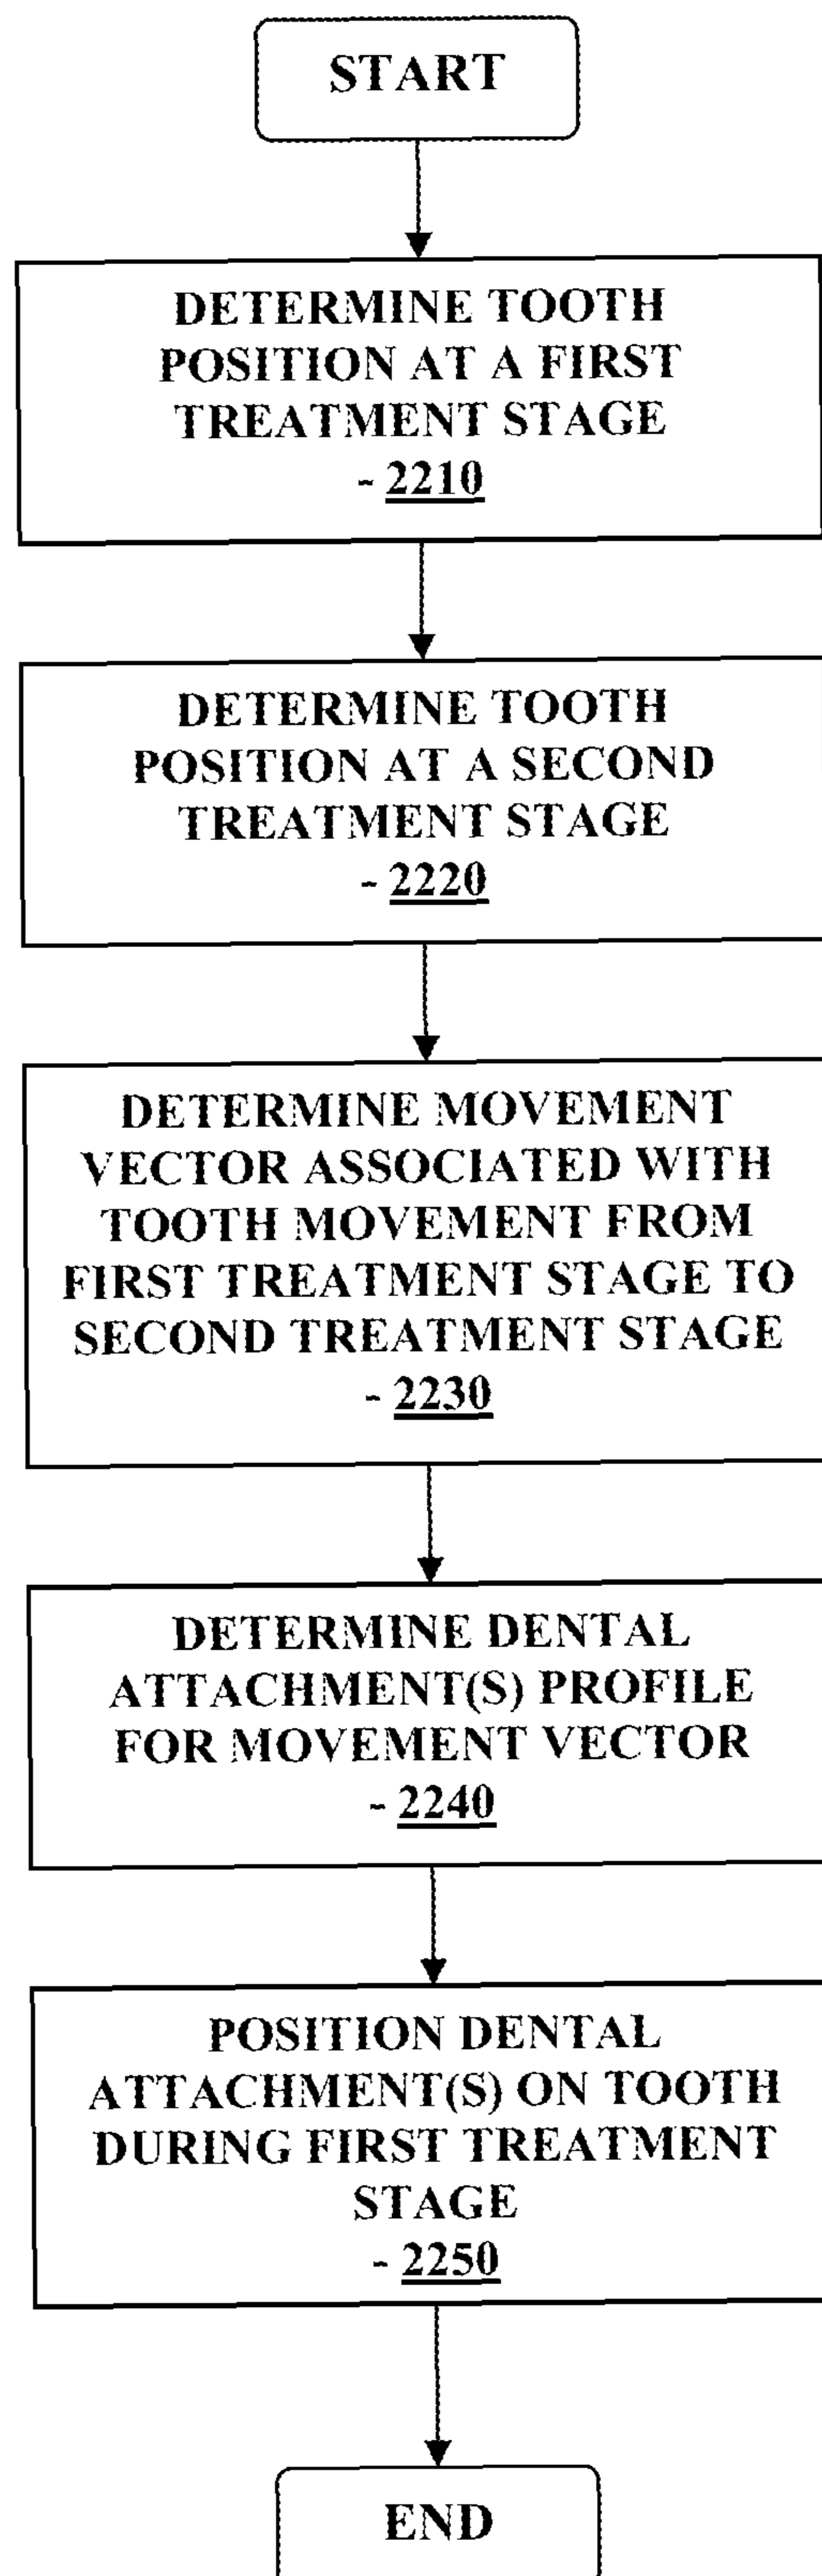 START
DETERMINE TOOTH
POSITION AT A FIRST
TREATMENT STAGE
- 2210
DETERMINE TOOTH
POSITION AT A SECOND
TREATMENT STAGE
- 2220
DETERMINE MOVEMENT
VECTOR ASSOCIATED WITH
TOOTH MOVEMENT FROM
FIRST TREATMENT STAGE TO
SECOND TREATMENT STAGE
- 2230
DETERMINE DENTAL
ATTACHMENT(S) PROFILE
FOR MOVEMENT VECTOR
- 2240
POSITION DENTAL
ATTACHMENT(S) ON TOOTH
DURING FIRST TREATMENT
STAGE
- 2250
END